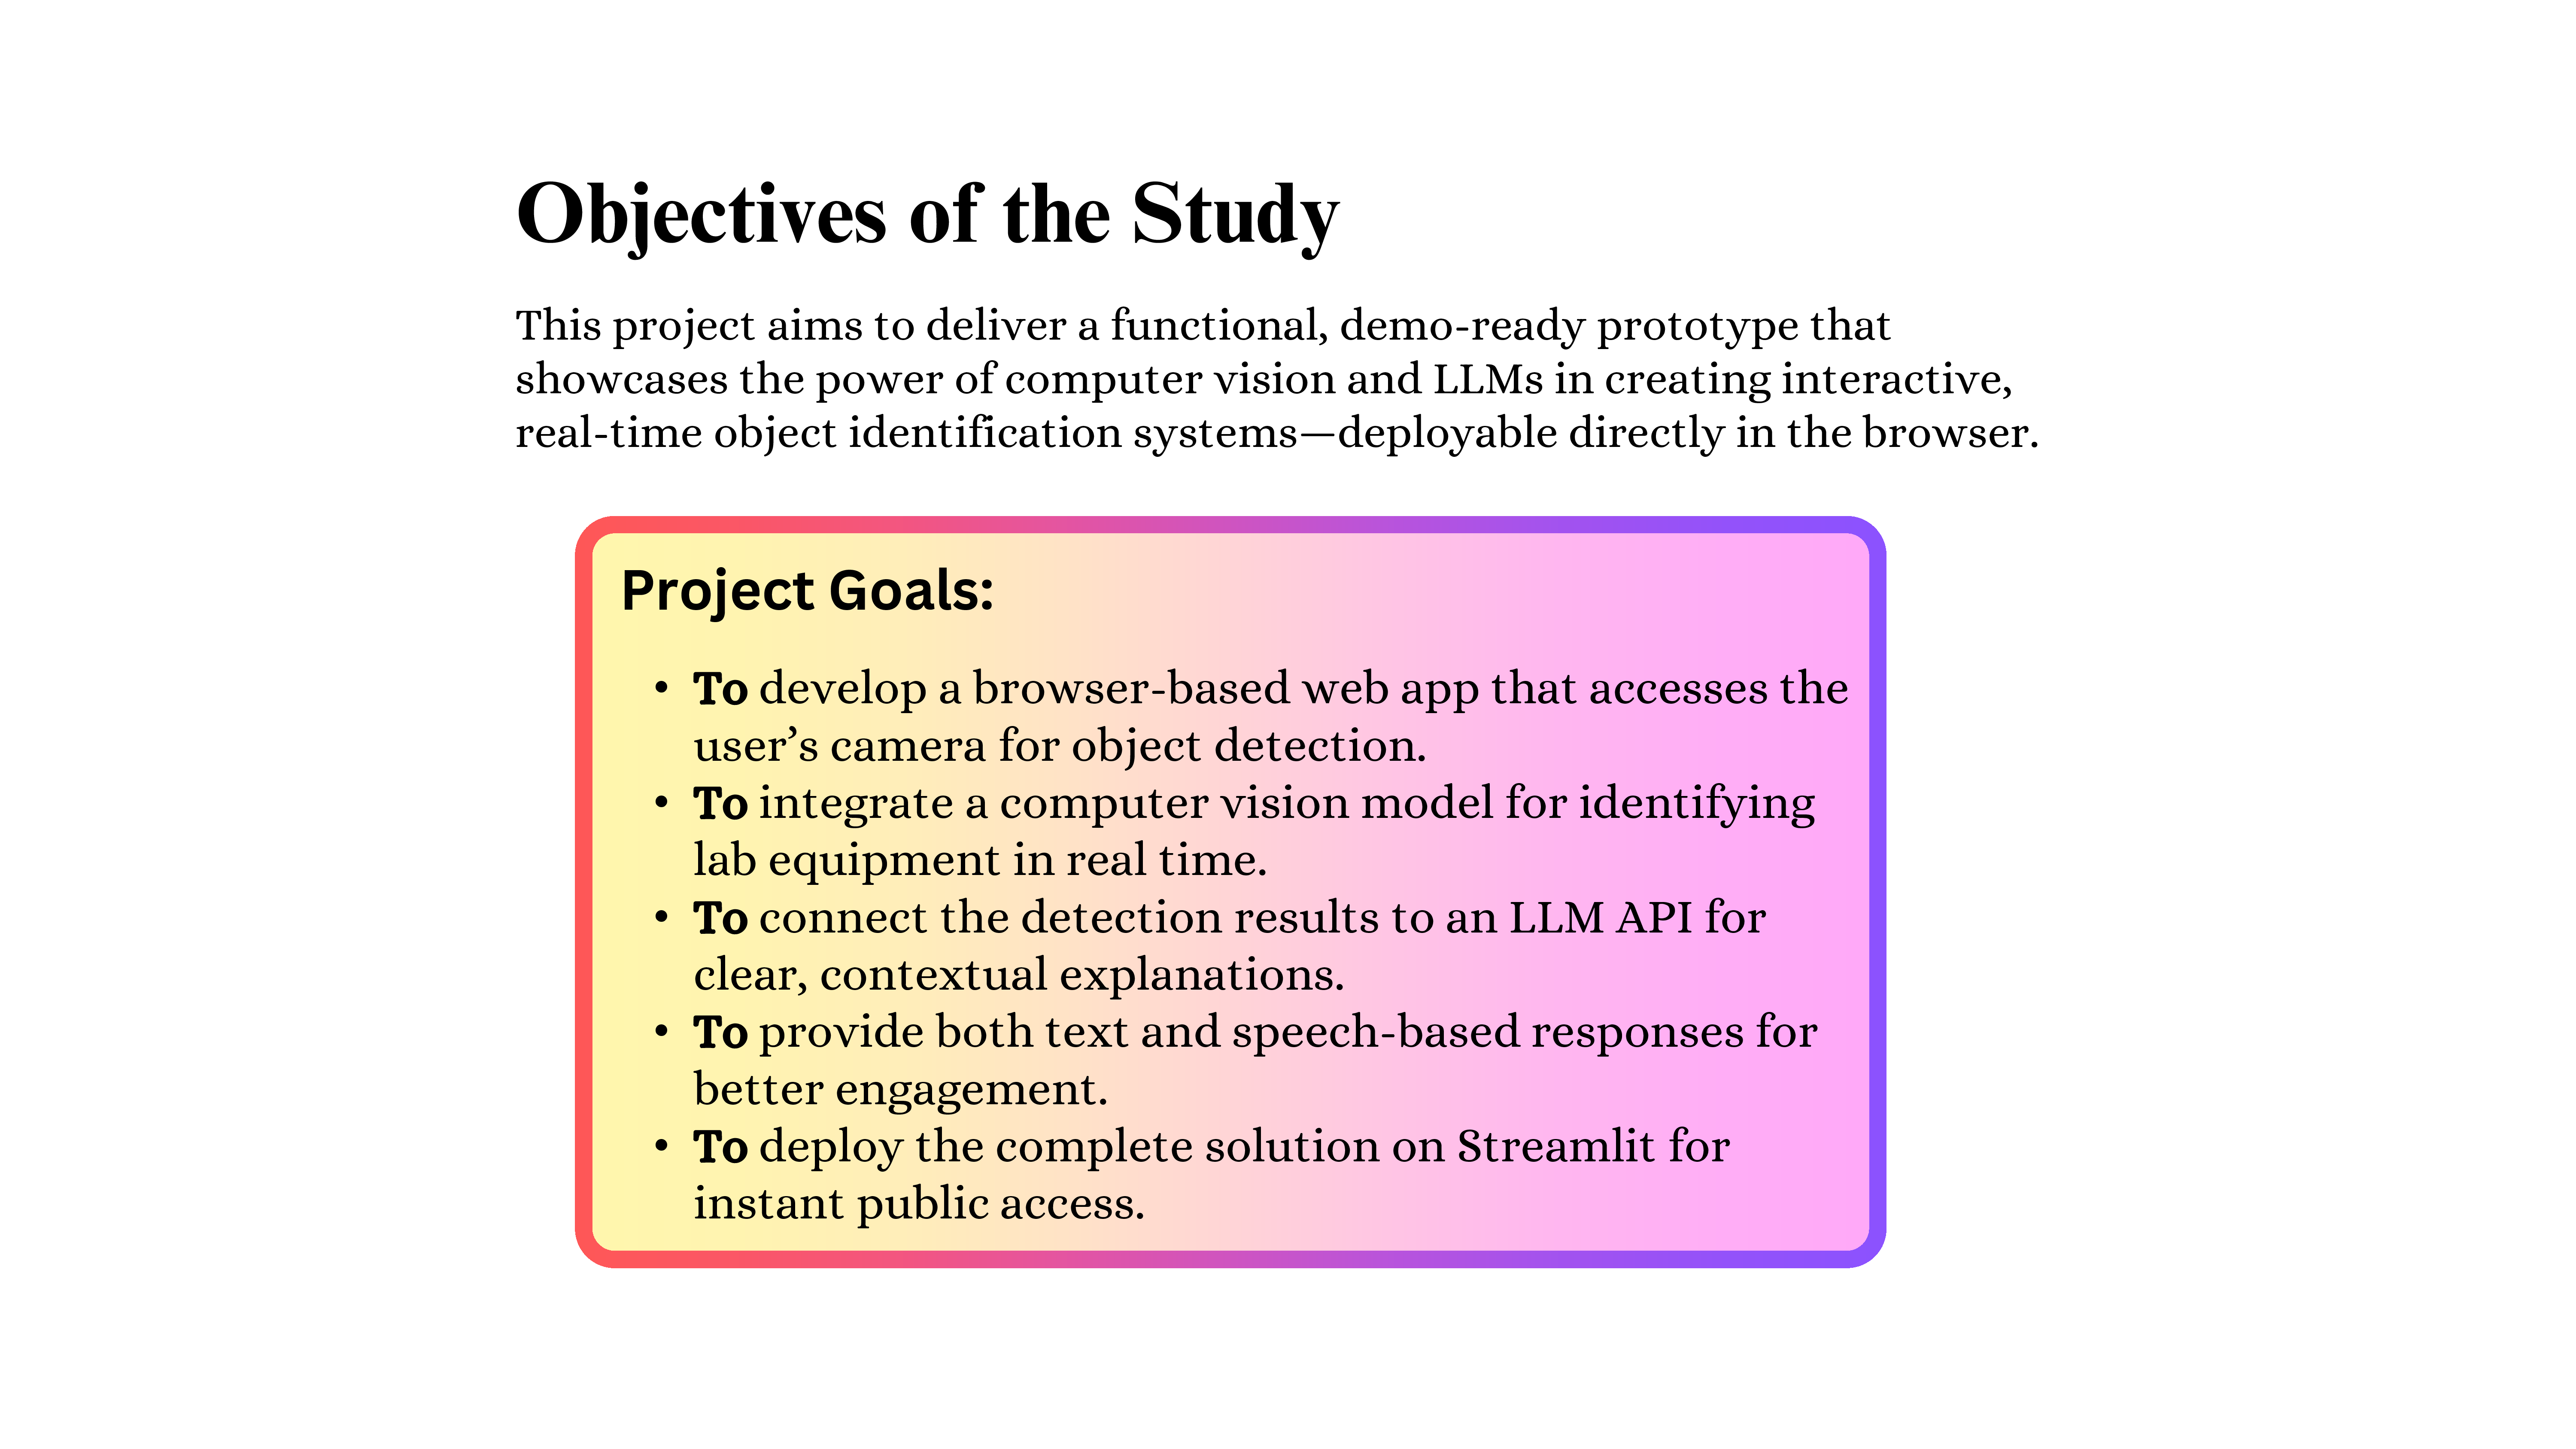 Objectives of the Study
This project aims to deliver a functional, demo-ready prototype that
showcases the power of computer vision and LLMs in creating interactive,
real-time object identification systems—deployable directly in the browser.
Project Goals:
• To develop a browser-based web app that accesses the
user’s camera for object detection.
• To integrate a computer vision model for identifying
lab equipment in real time.
• To connect the detection results to an LLM API for
clear, contextual explanations.
• To provide both text and speech-based responses for
better engagement.
• To deploy the complete solution on Streamlit for
instant public access.